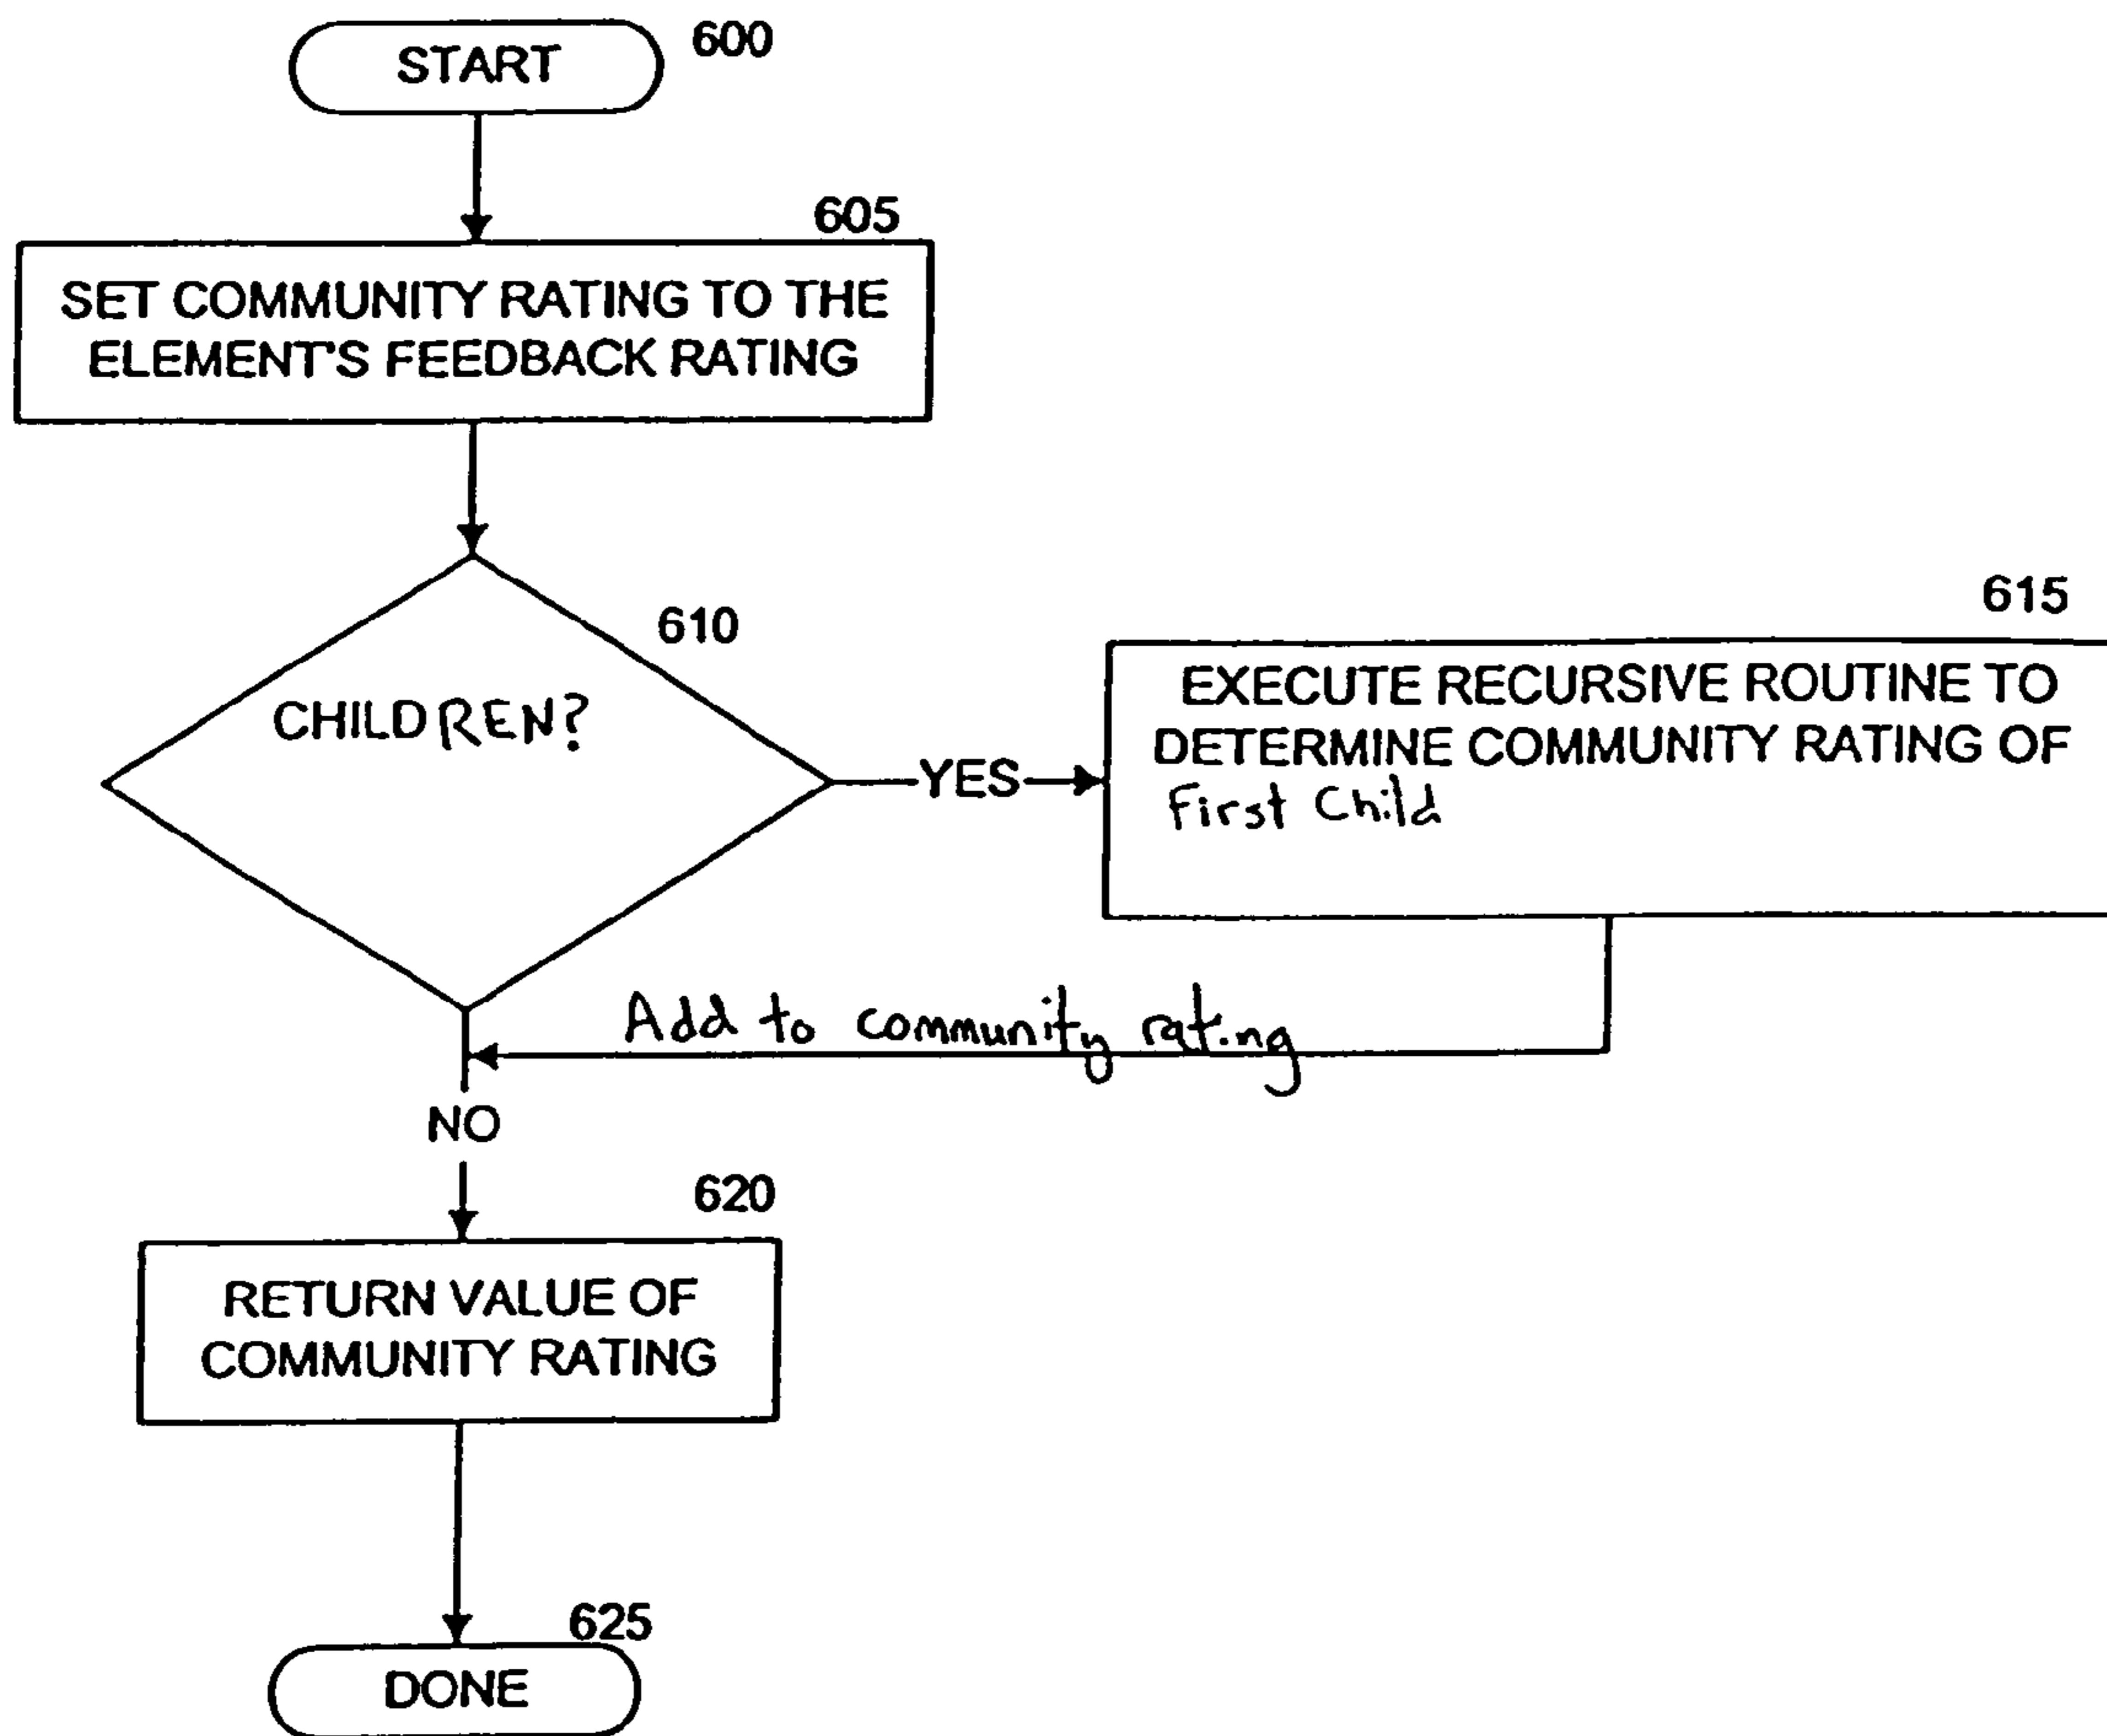 START
600
605
SET COMMUNITY RATING TO THE
ELEMENT'S FEEDBACK RATING
610
CHILDREN?
YES
615
EXECUTE RECURSIVE ROUTINE TO
DETERMINE COMMUNITY RATING OF
First Child
Add to community rating
NO
620
RETURN VALUE OF
COMMUNITY RATING
625
DONE